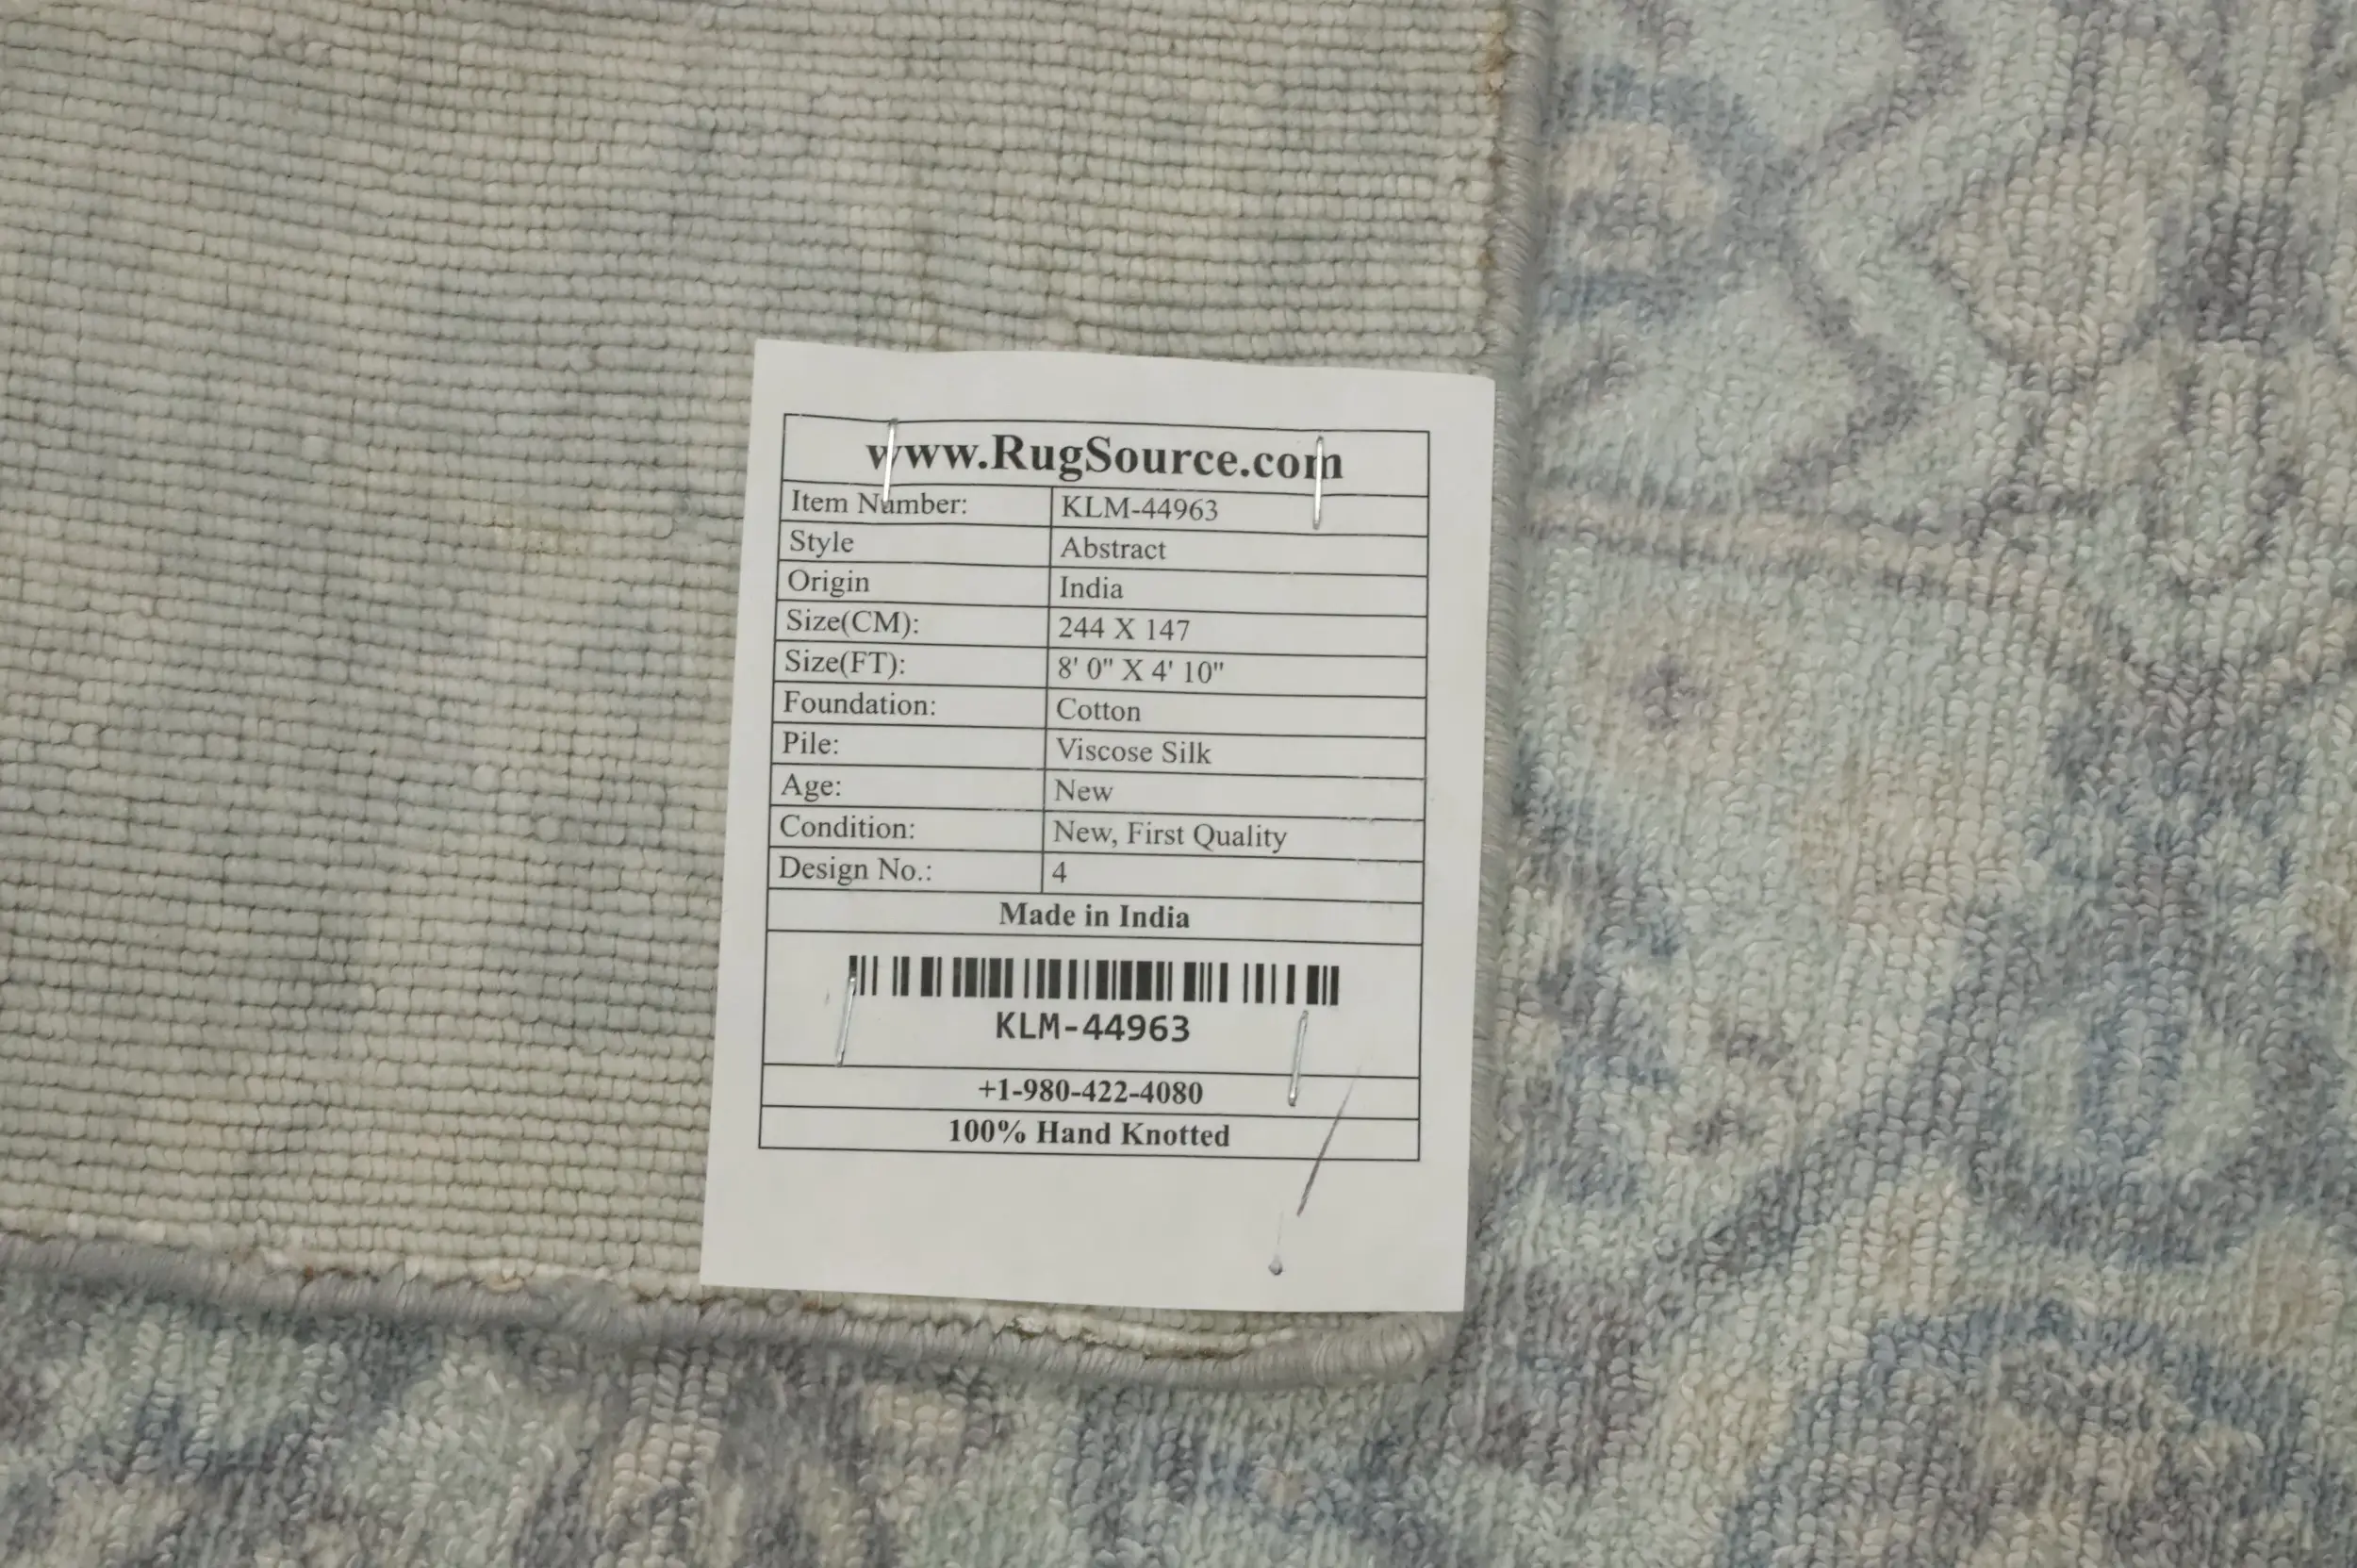 www.RugSource.com
Item Number: KLM-44963
Style Abstract
Origin India
Size(CM): 244 X 147
Size(FT): 8' 0" X 4' 10"
Foundation: Cotton
Pile: Viscose Silk
Age: New
Condition: New, First Quality
Design No.: 4
Made in India
KLM-44963
+1-980-422-4080
100% Hand Knotted